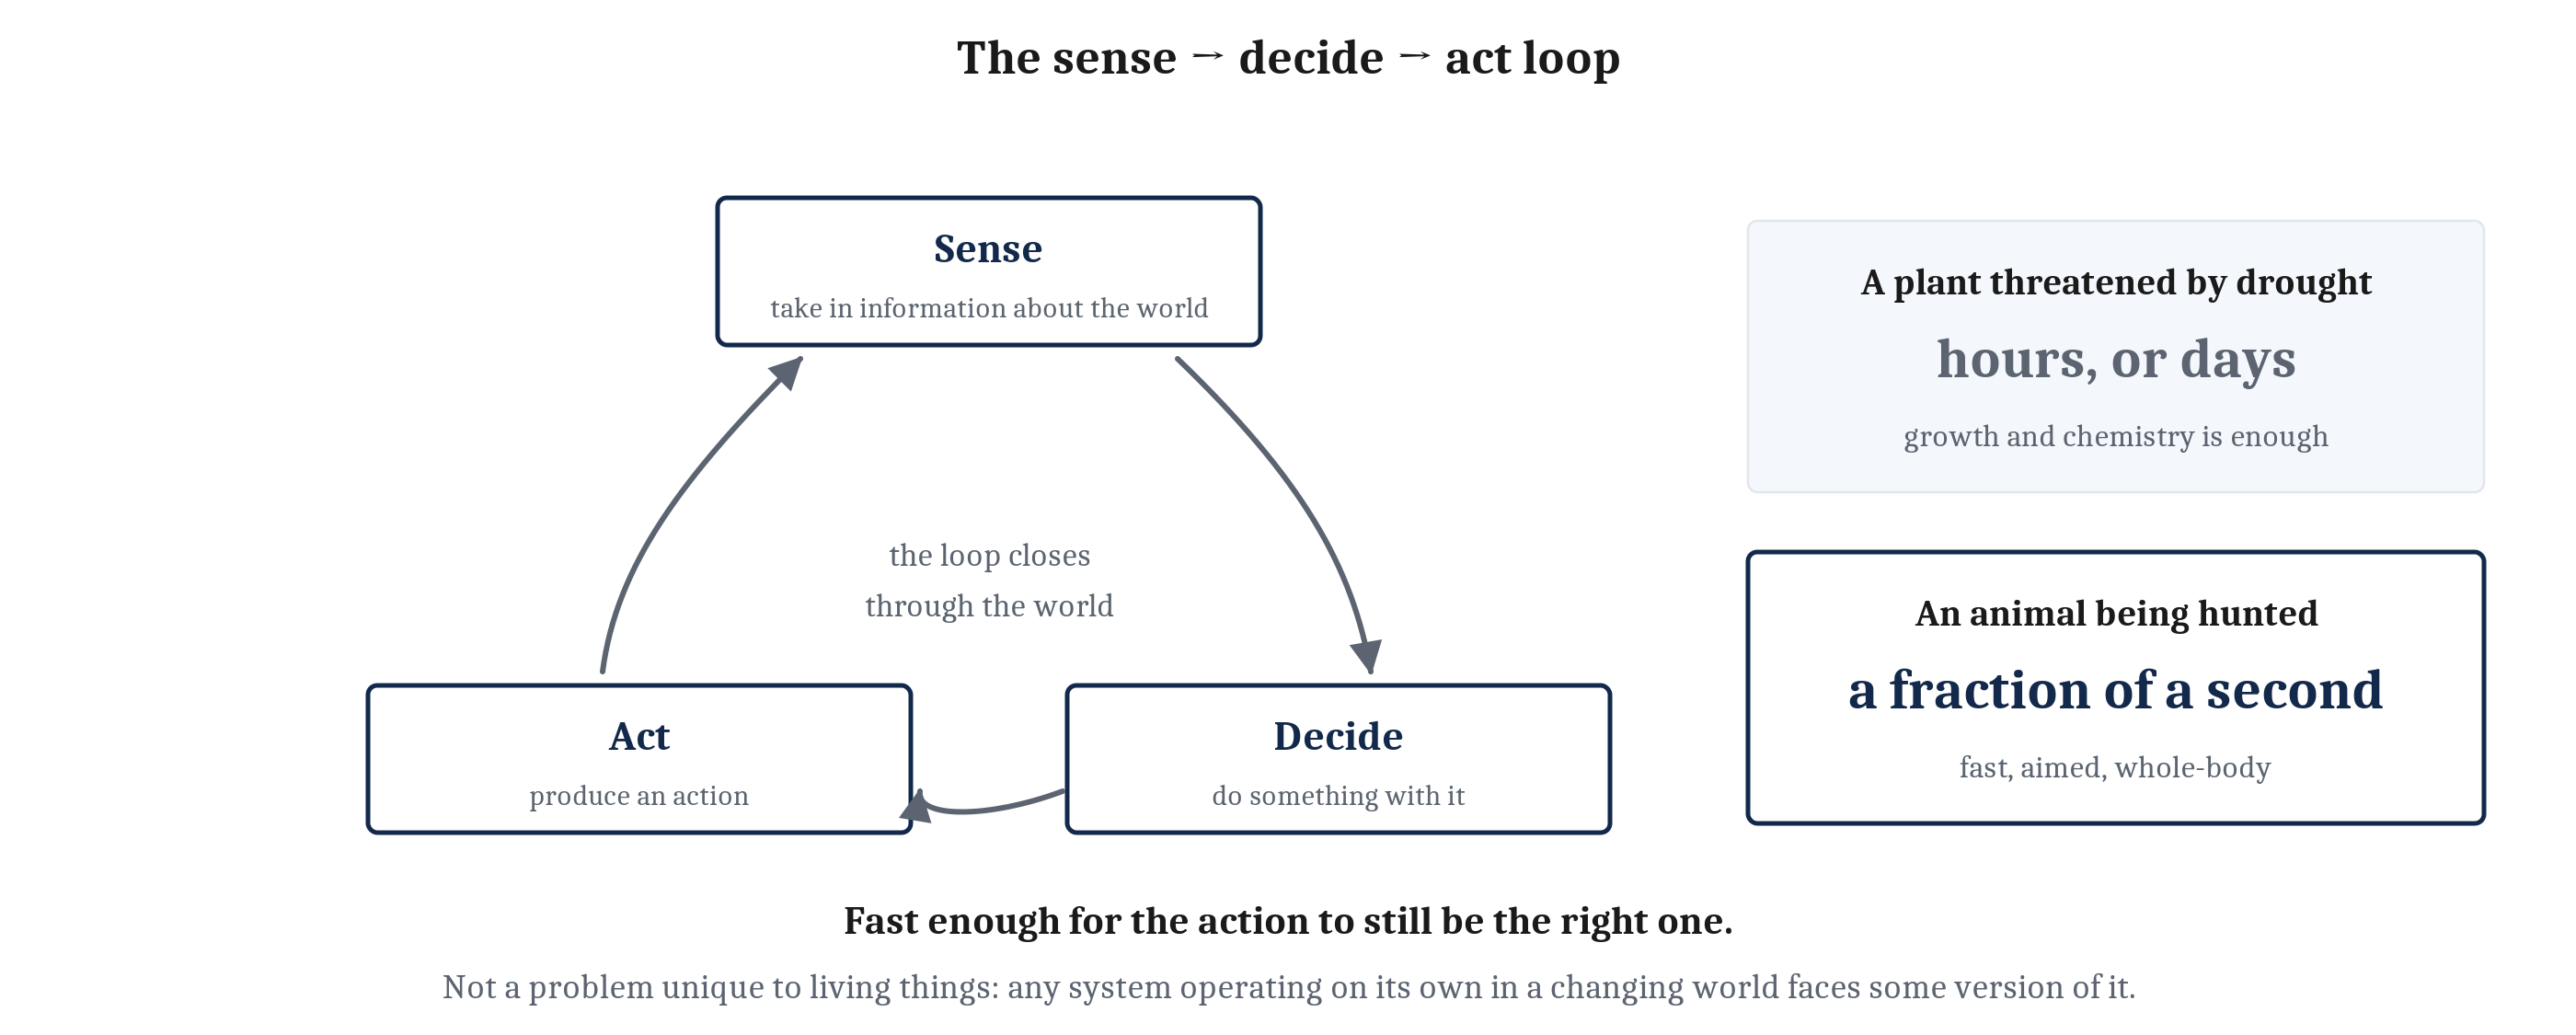 The sense → decide → act loop
Sense
take in information about the world
the loop closes
through the world
Act
produce an action
Decide
do something with it
A plant threatened by drought
hours, or days
growth and chemistry is enough
An animal being hunted
a fraction of a second
fast, aimed, whole-body
Fast enough for the action to still be the right one.
Not a problem unique to living things: any system operating on its own in a changing world faces some version of it.